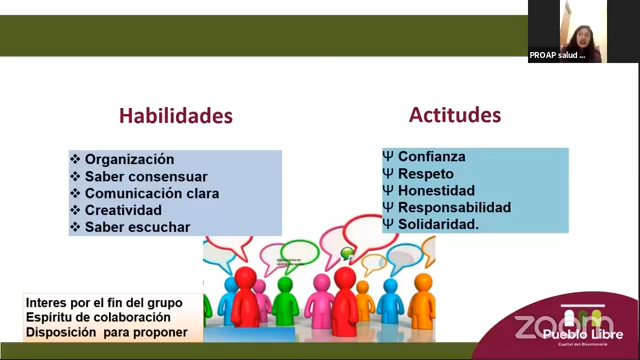 PROAP salud ...
Habilidades
Actitudes
❖ Organización
❖ Saber consensuar
❖ Comunicación clara
❖ Creatividad
❖ Saber escuchar
Ψ Confianza
Ψ Respeto
Ψ Honestidad
Ψ Responsabilidad
Ψ Solidaridad.
Interes por el fin del grupo
Espíritu de colaboración
Disposición para proponer
zoom
Pueblo Libre
Capital del Bicentenario